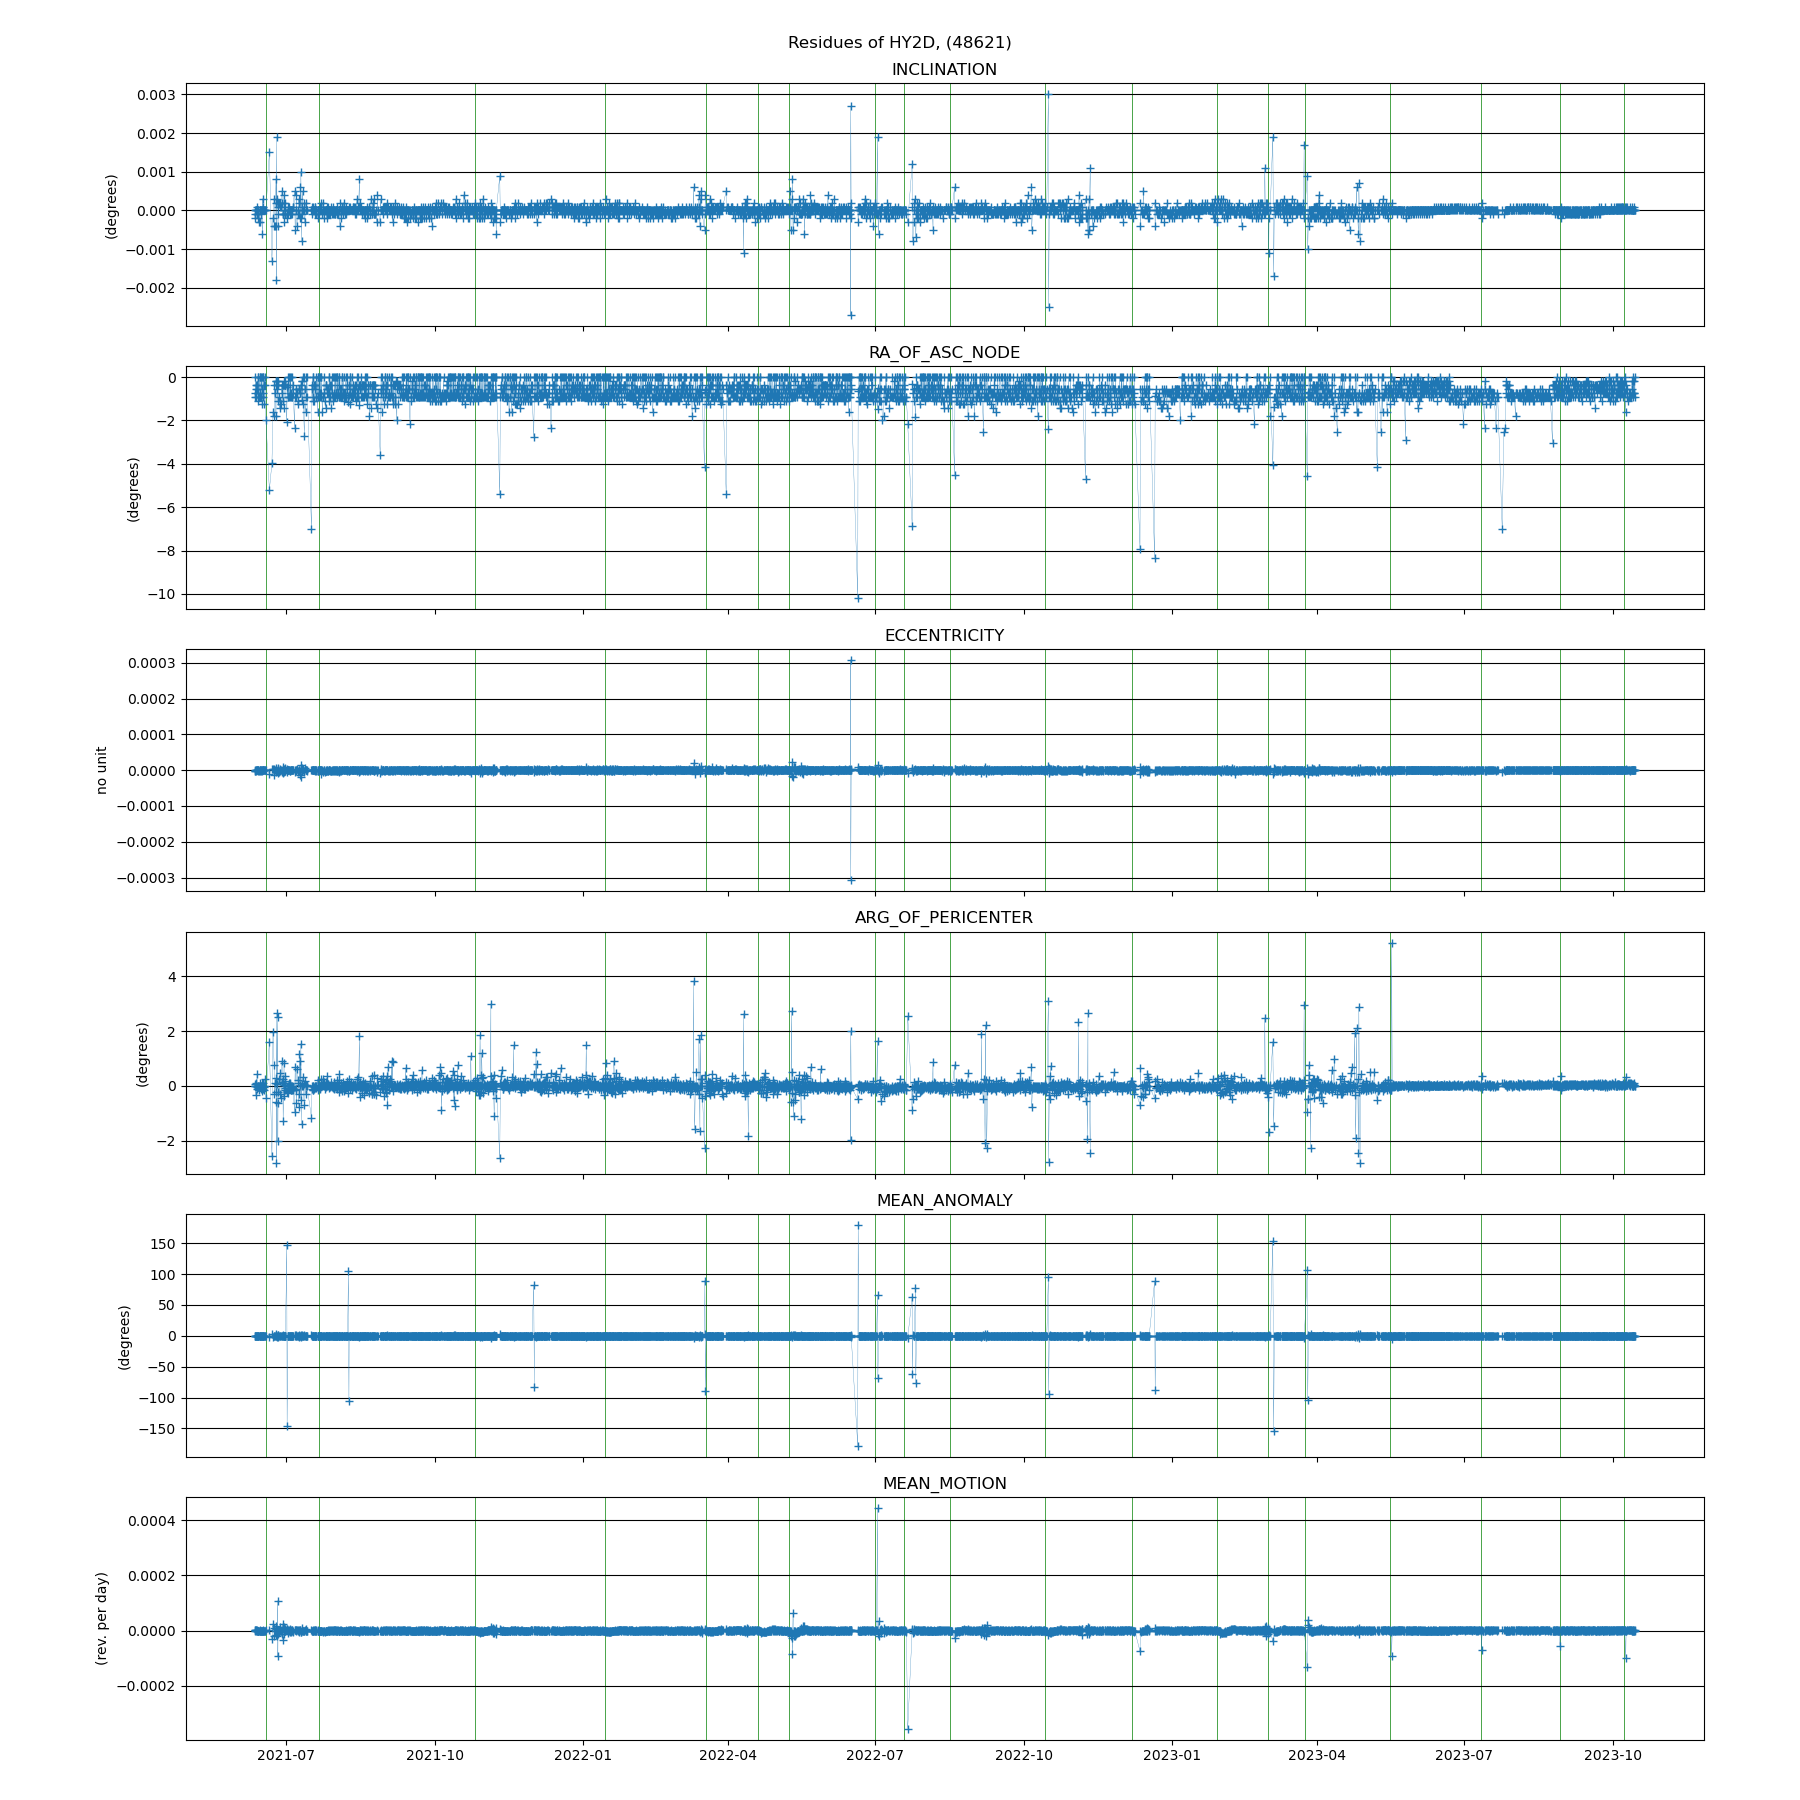 Residues of HY2D, (48621)
INCLINATION
0.003
0.002
0.001
0.000
−0.001
−0.002
(degrees)
RA_OF_ASC_NODE
0
−2
−4
−6
−8
−10
(degrees)
ECCENTRICITY
0.0003
0.0002
0.0001
0.0000
−0.0001
−0.0002
−0.0003
no unit
ARG_OF_PERICENTER
4
2
0
−2
(degrees)
MEAN_ANOMALY
150
100
50
0
−50
−100
−150
(degrees)
MEAN_MOTION
0.0004
0.0002
0.0000
−0.0002
(rev. per day)
2021-07 2021-10 2022-01 2022-04 2022-07 2022-10 2023-01 2023-04 2023-07 2023-10